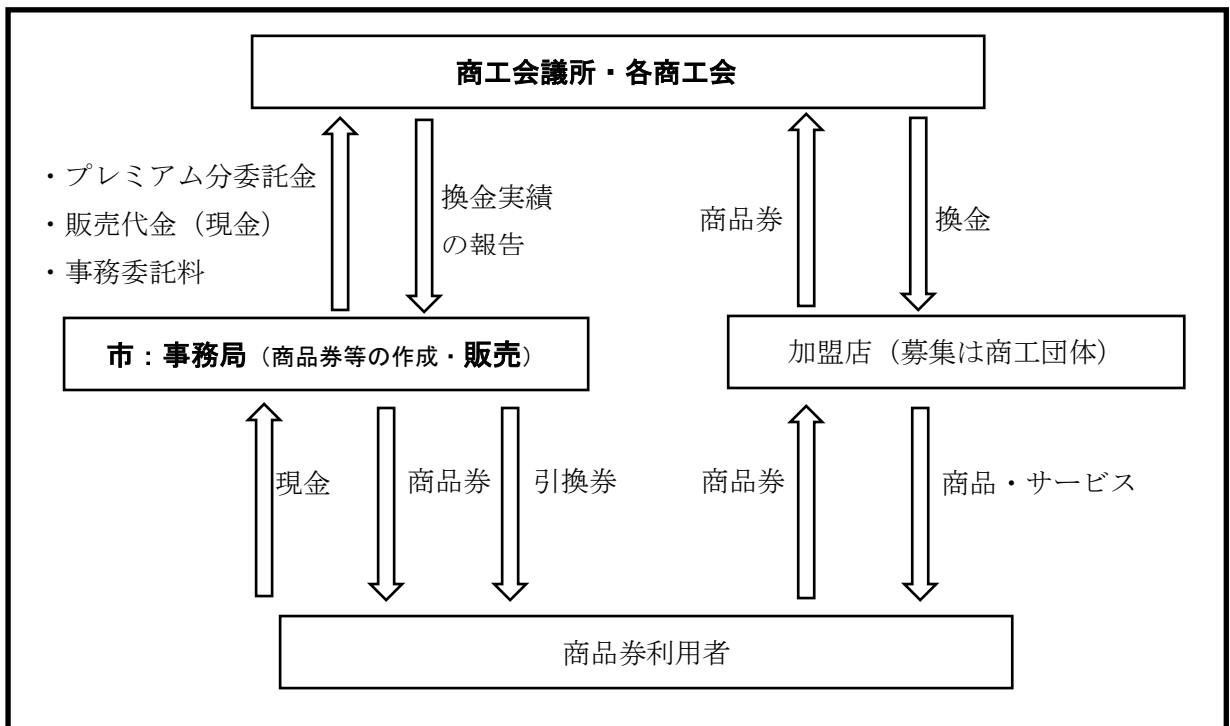 商工会議所・各商工会
・プレミアム分委託金
・販売代金（現金）
・事務委託料
換金実績
の報告
商品券
換金
市：事務局（商品券等の作成・販売）
加盟店（募集は商工団体）
現金
商品券
引換券
商品券
商品・サービス
商品券利用者